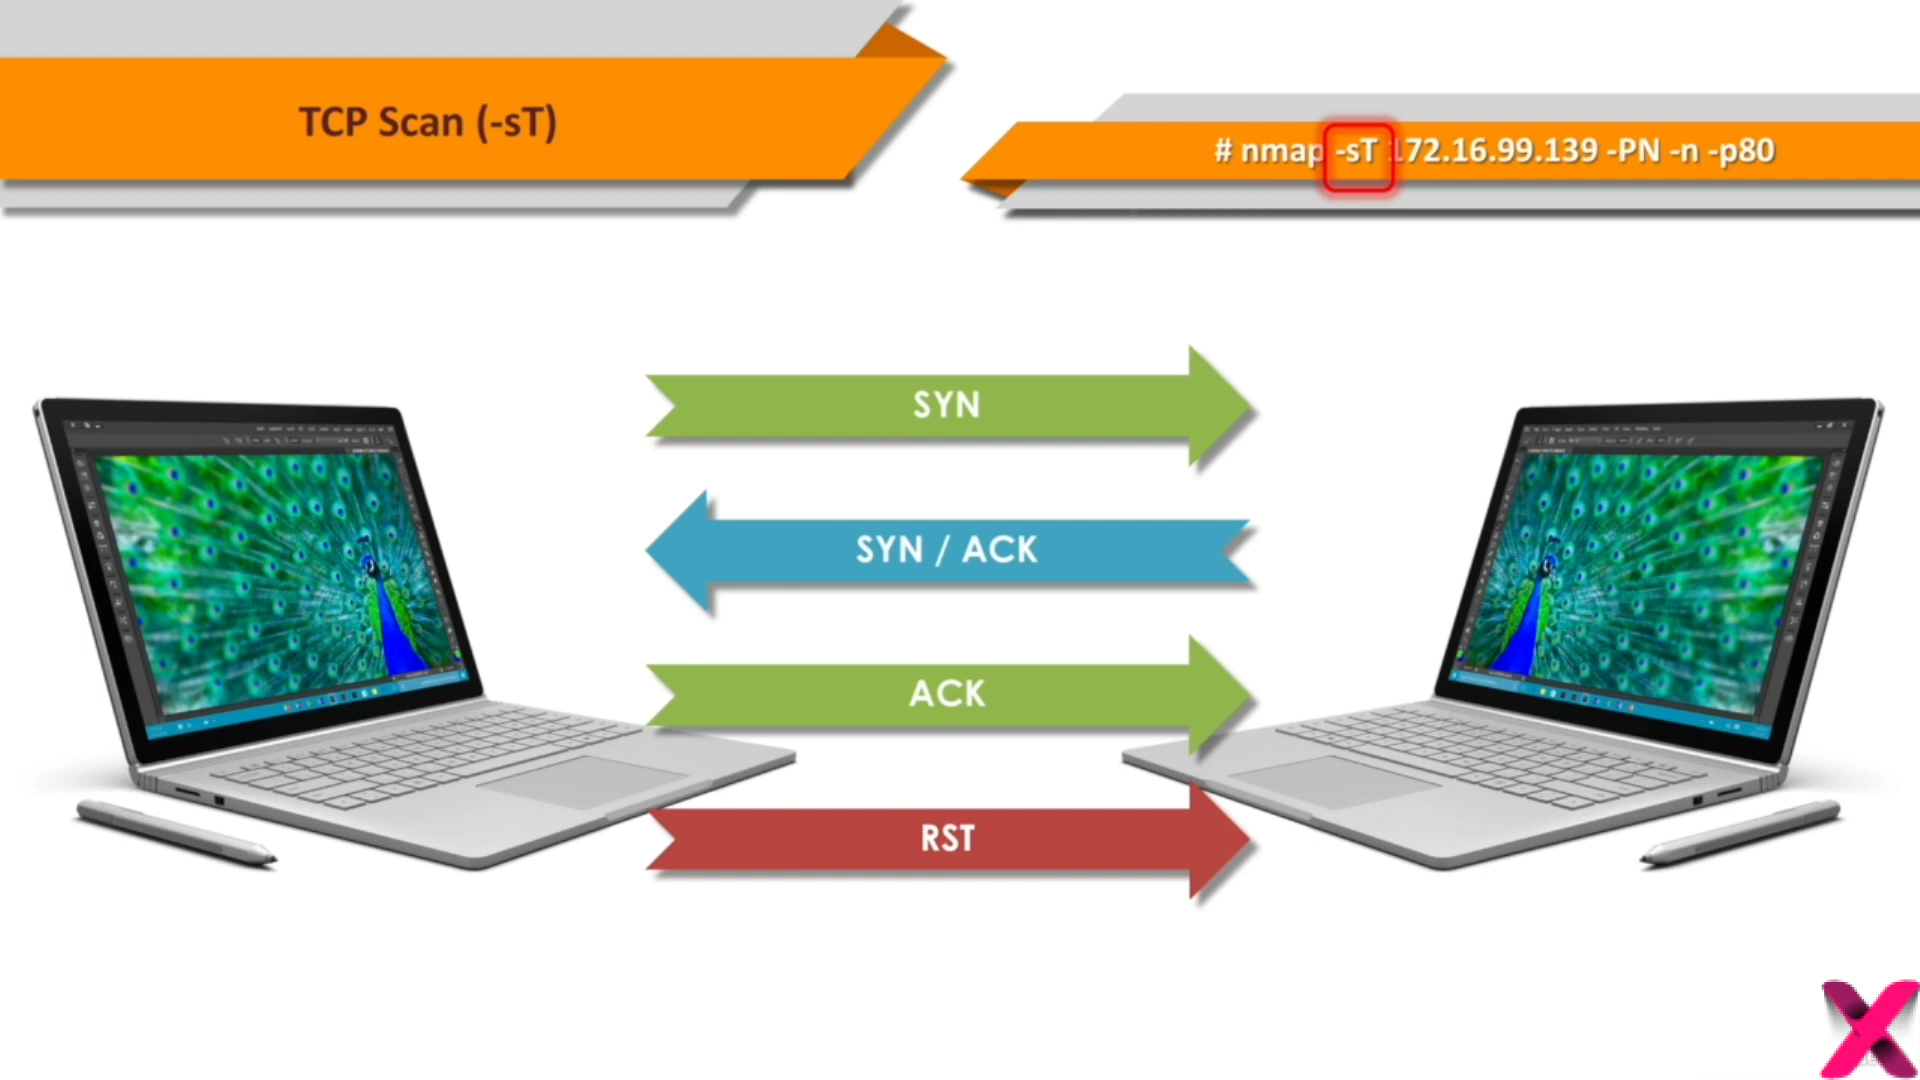 TCP Scan (-sT)
# nmap -sT 172.16.99.139 -PN -n -p80
SYN
SYN / ACK
ACK
RST